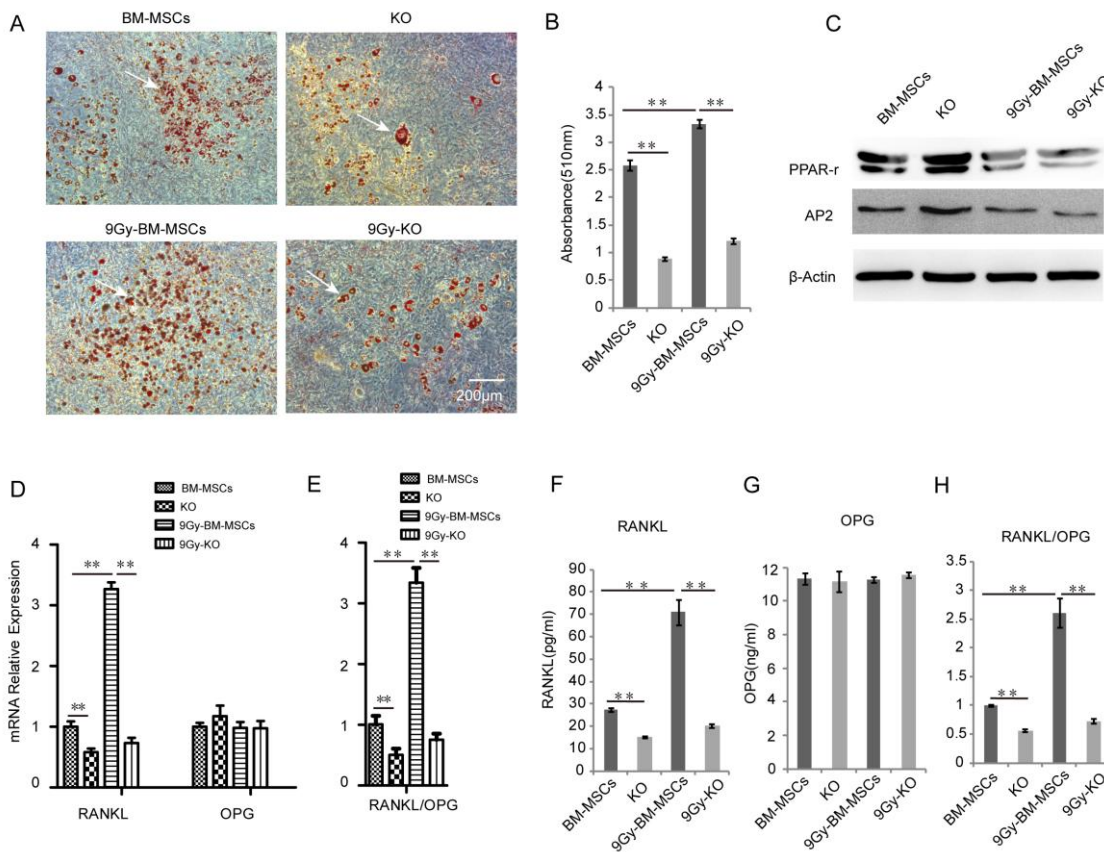 A
BM-MSCs
KO
9Gy-BM-MSCs
9Gy-KO
200μm
B
Absorbance(510nm)
4
3.5
3
2.5
2
1.5
1
0.5
0
**
**
**
BM-MSCs
KO
9Gy-BM-MSCs
9Gy-KO
C
BM-MSCs
KO
9Gy-BM-MSCs
9Gy-KO
PPAR-r
AP2
β-Actin
D
BM-MSCs
KO
9Gy-BM-MSCs
9Gy-KO
mRNA Relative Expression
4
3
2
1
0
**
**
**
RANKL
OPG
E
BM-MSCs
KO
9Gy-BM-MSCs
9Gy-KO
4
3
2
1
0
**
**
**
RANKL/OPG
F
RANKL
RANKL(pg/ml)
90
80
70
60
50
40
30
20
10
0
**
**
**
BM-MSCs
KO
9Gy-BM-MSCs
9Gy-KO
G
OPG
OPG(ng/ml)
14
12
10
8
6
4
2
0
BM-MSCs
KO
9Gy-BM-MSCs
9Gy-KO
H
RANKL/OPG
3.5
3
2.5
2
1.5
1
0.5
0
**
**
**
BM-MSCs
KO
9Gy-BM-MSCs
9Gy-KO